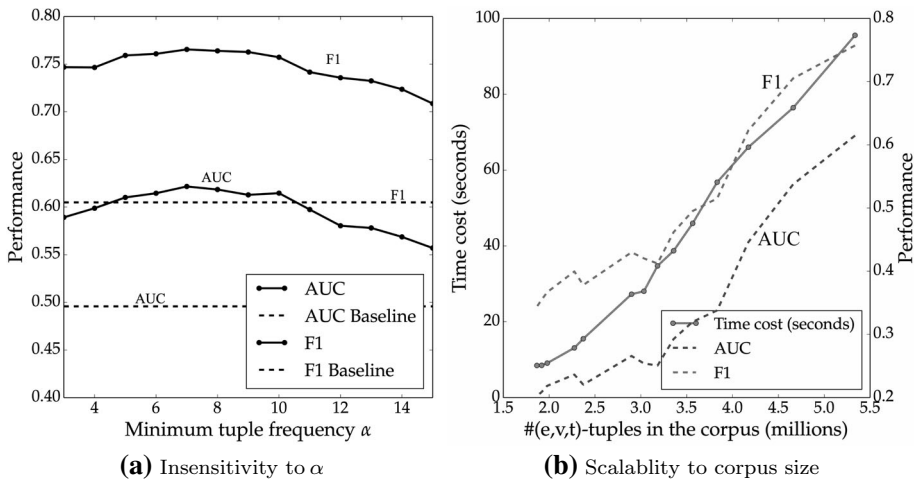 0.80
0.75
0.70
0.65
0.60
0.55
0.50
0.45
0.40
Performance
F1
AUC
F1
AUC
AUC
AUC Baseline
F1
F1 Baseline
4 6 8 10 12 14
Minimum tuple frequency α
(a) Insensitivity to α
100
80
60
40
20
0
Time cost (seconds)
F1
AUC
Time cost (seconds)
AUC
F1
0.8
0.7
0.6
0.5
0.4
0.3
0.2
Performance
1.5 2.0 2.5 3.0 3.5 4.0 4.5 5.0 5.5
#(e,v,t)-tuples in the corpus (millions)
(b) Scalablity to corpus size